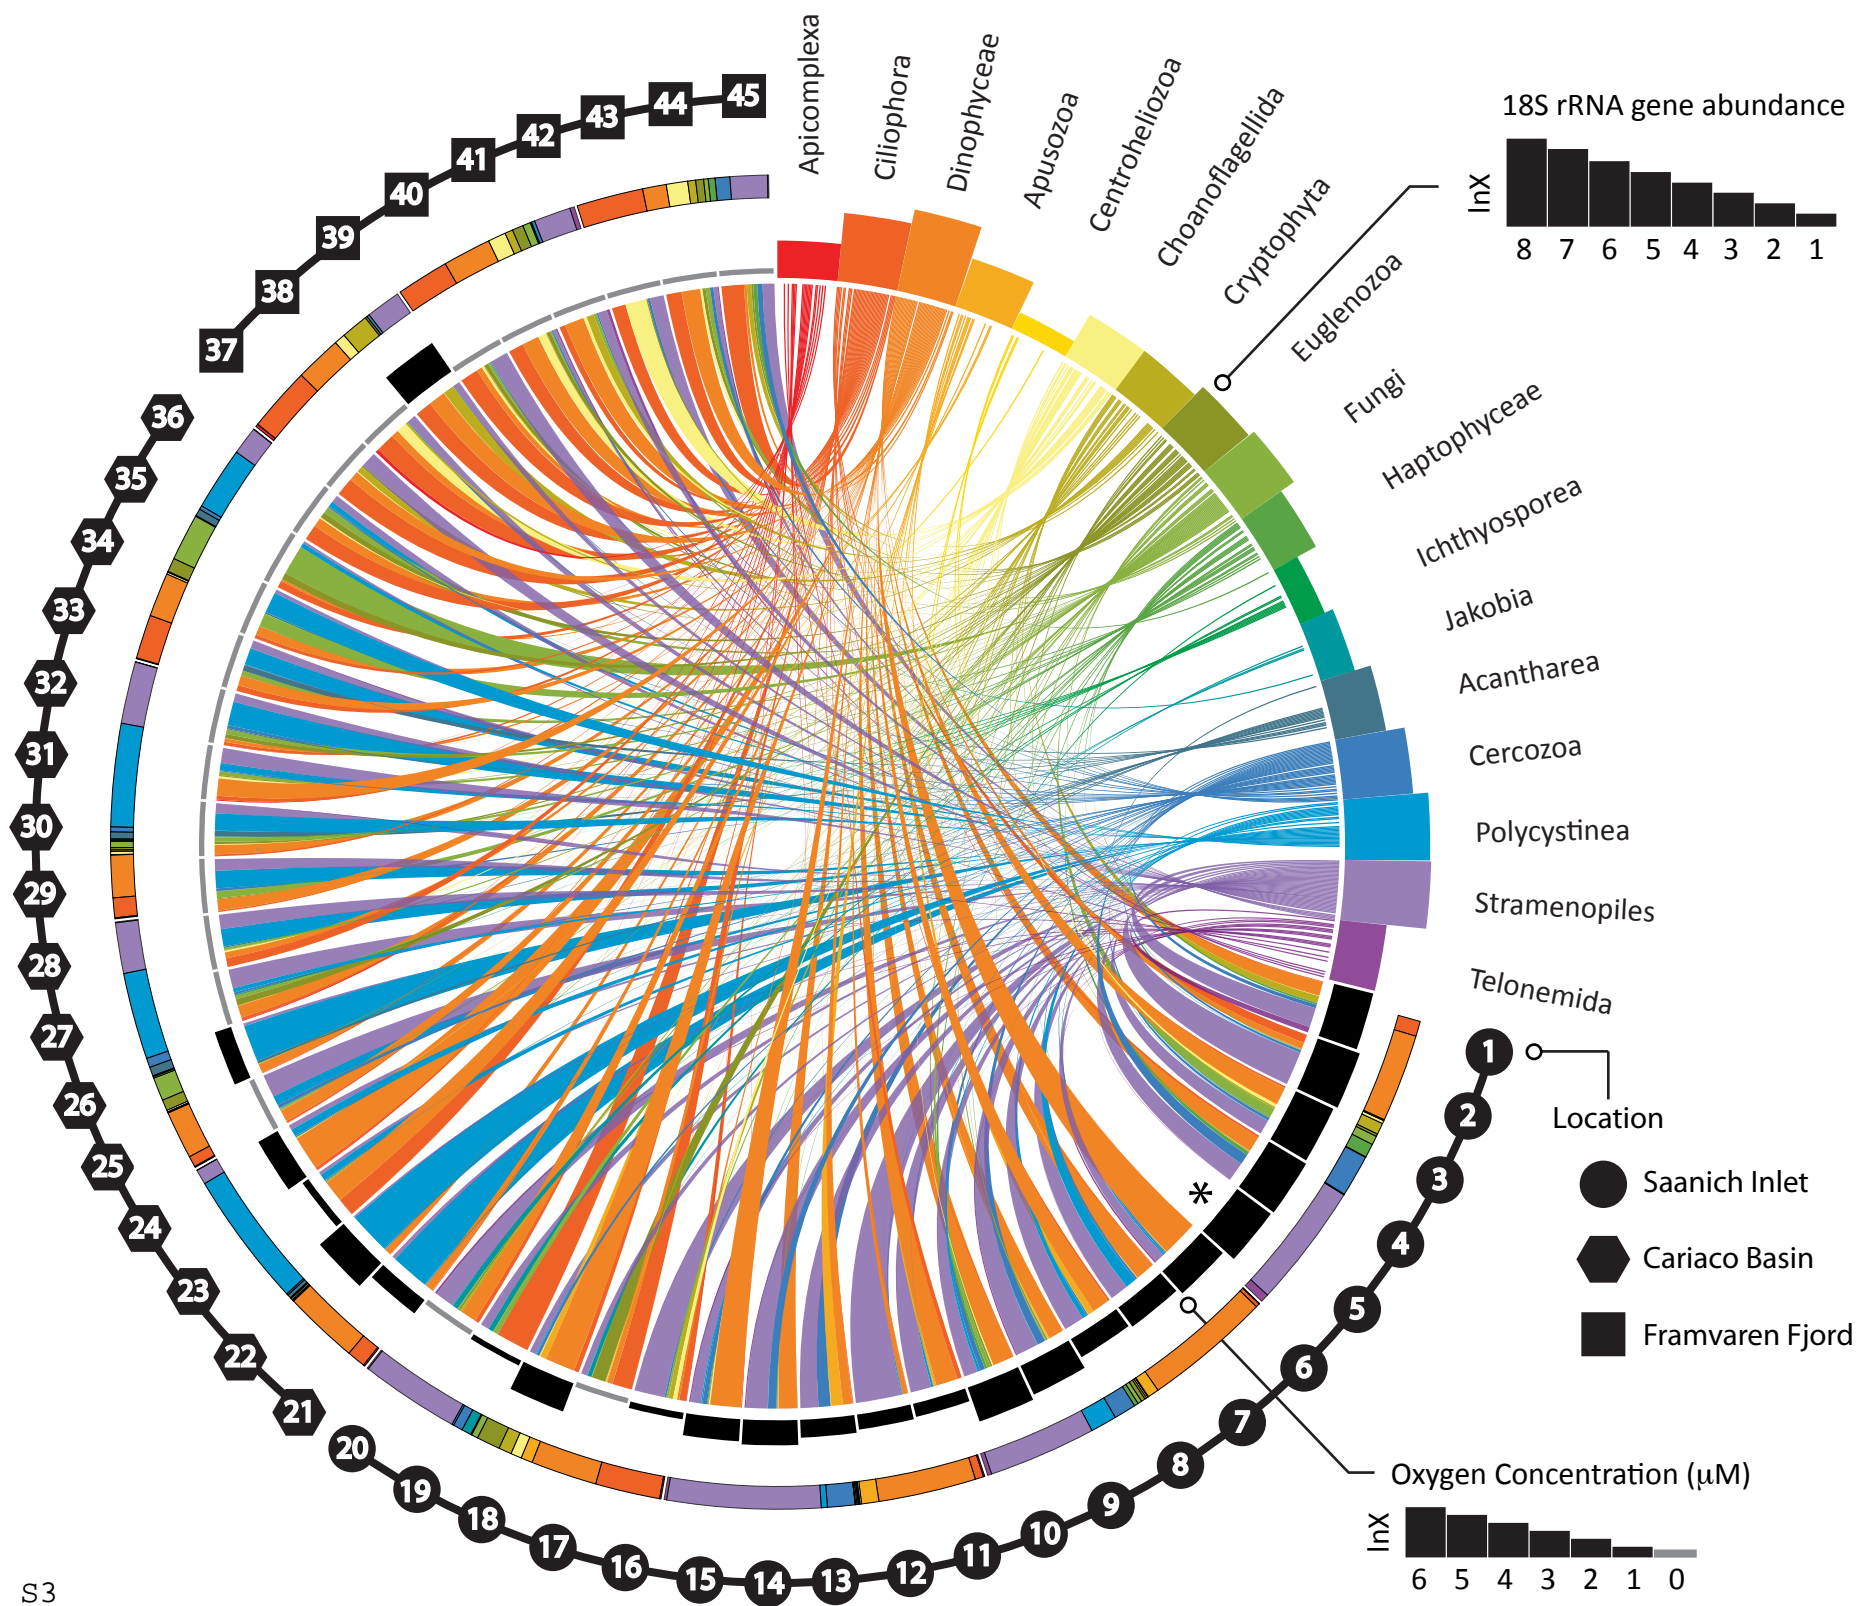 Apicomplexa
Ciliophora
Dinophyceae
Apusozoa
Centroheliozoa
Choanoflagellida
Cryptophyta
Euglenozoa
Fungi
Haptophyceae
Ichthyosporea
Jakobia
Acantharea
Cercozoa
Polycystinea
Stramenopiles
Telonemida
18S rRNA gene abundance
lnX
8 7 6 5 4 3 2 1
1
2
3
4
5
6
7
8
9
10
11
12
13
14
15
16
17
18
19
20
21
22
23
24
25
26
27
28
29
30
31
32
33
34
35
36
37
38
39
40
41
42
43
44
45
*
Location
Saanich Inlet
Cariaco Basin
Framvaren Fjord
Oxygen Concentration (µM)
lnX
6 5 4 3 2 1 0
S3